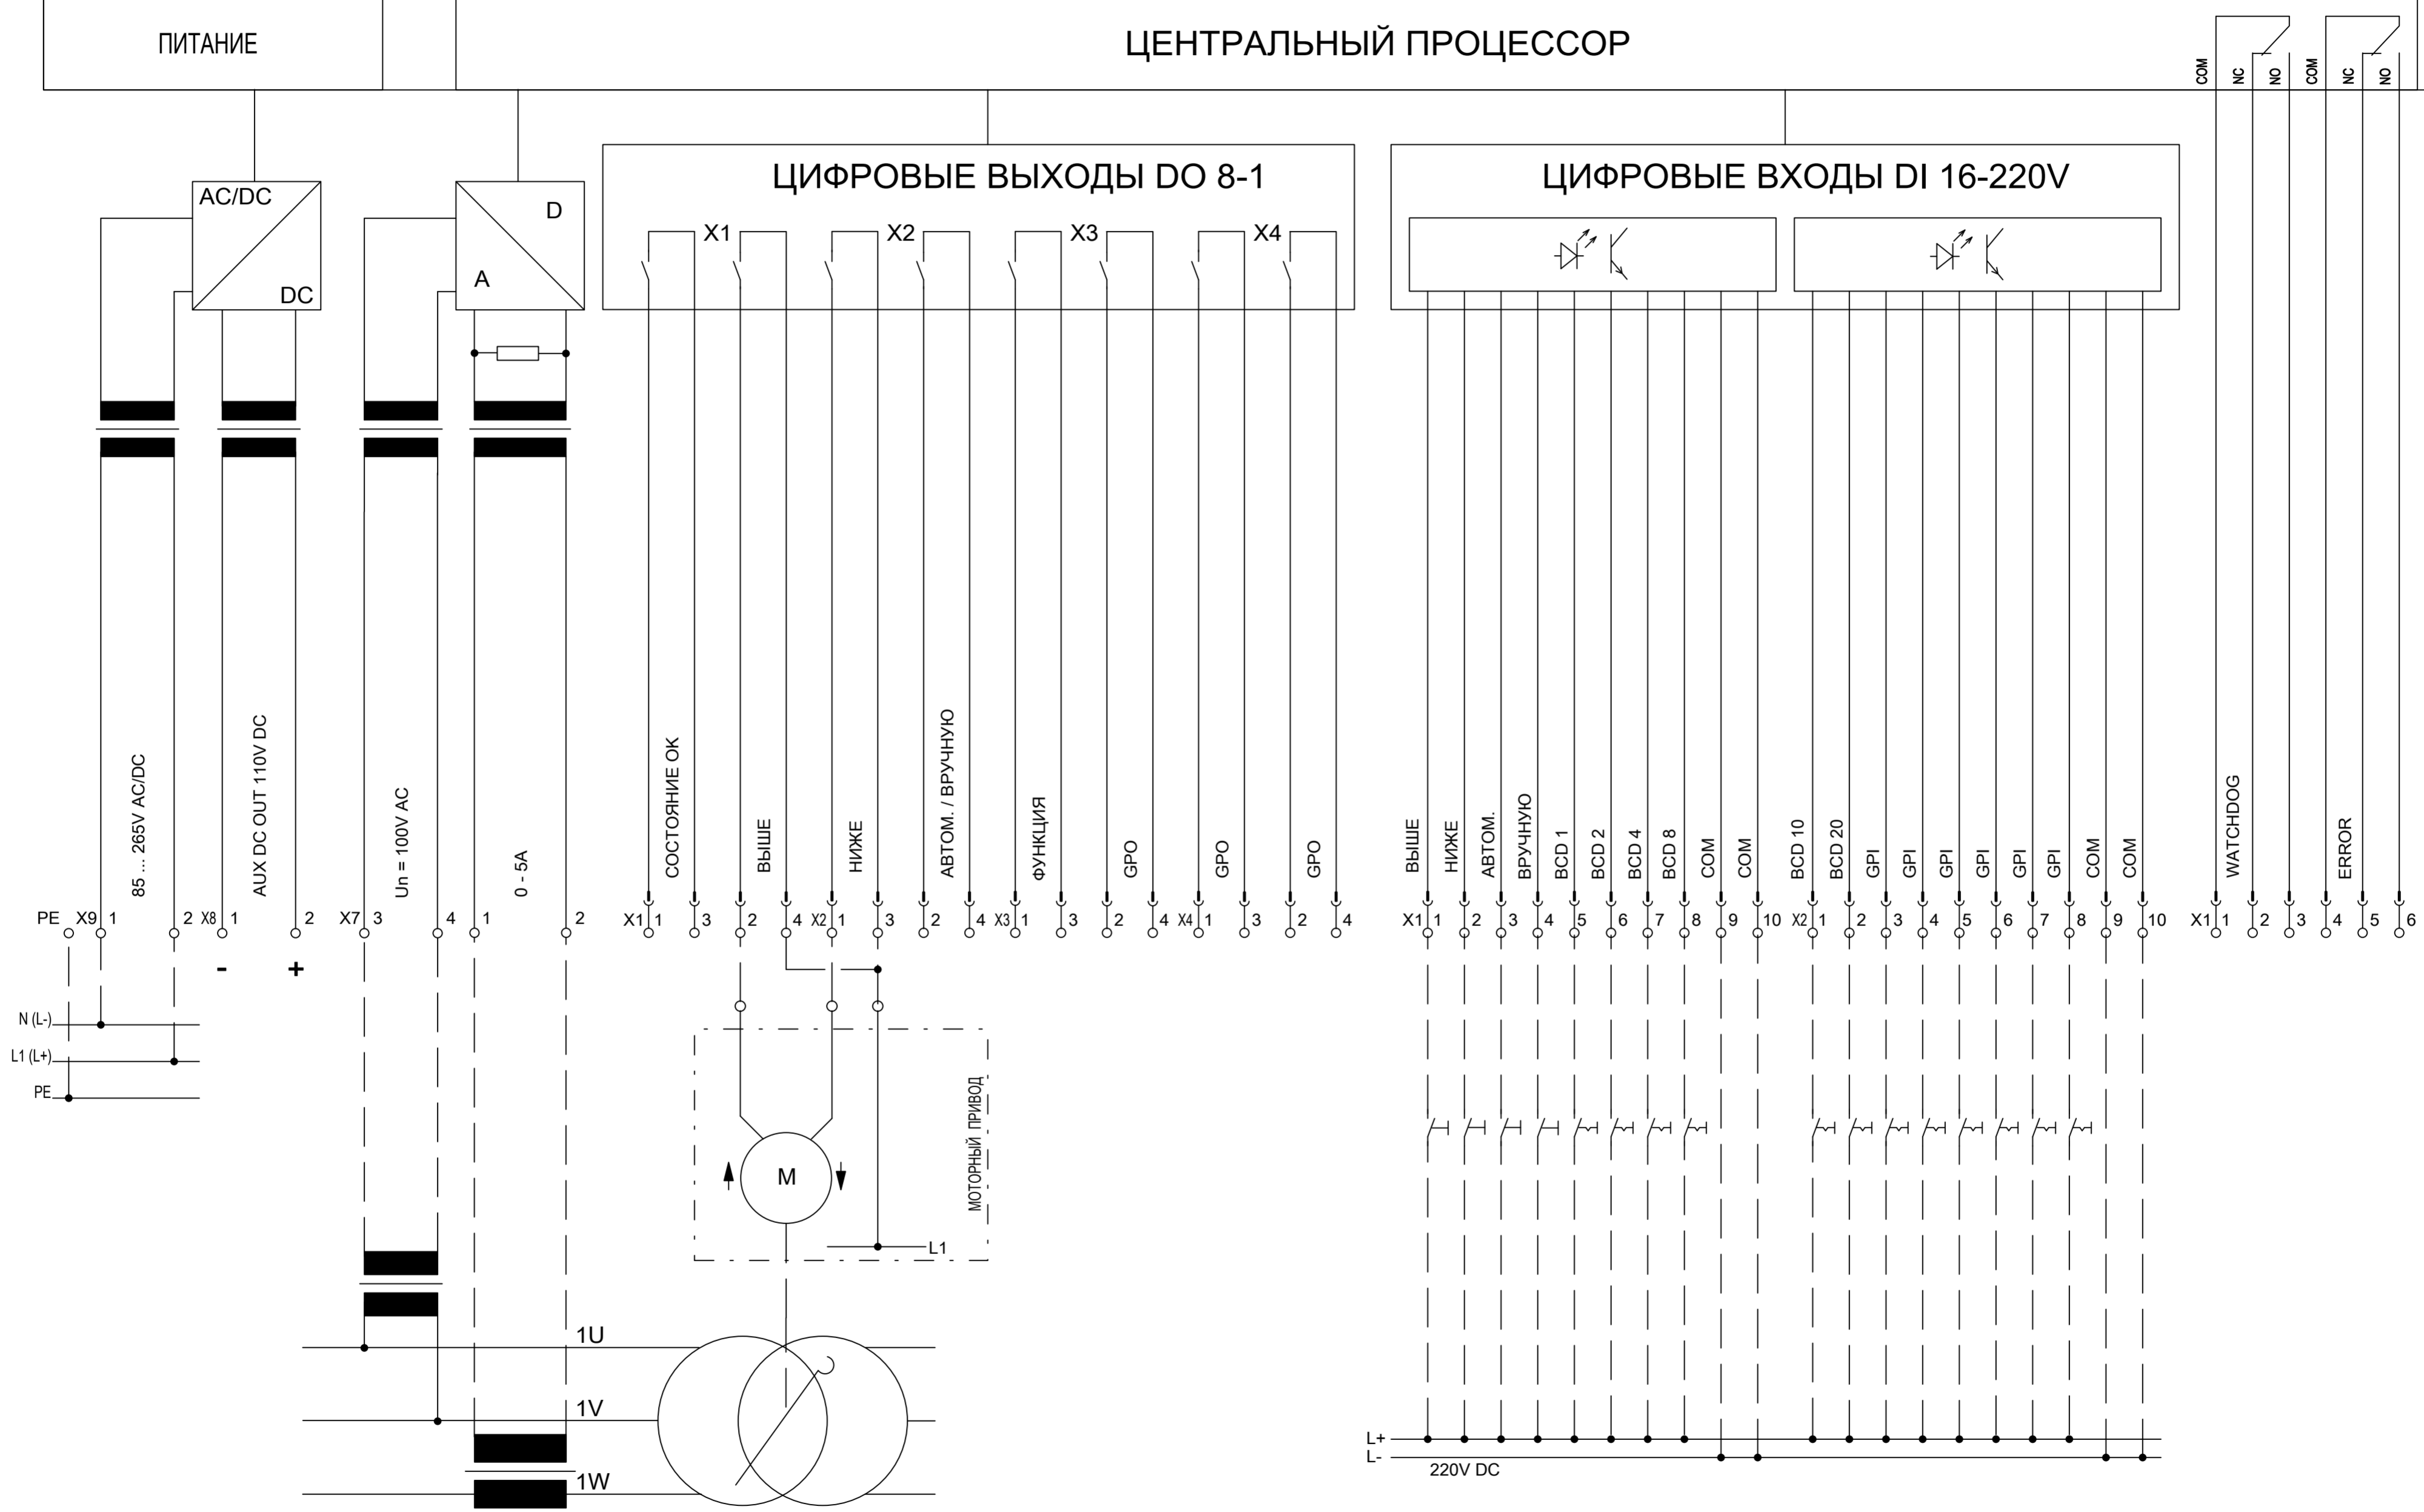 ПИТАНИЕ
ЦЕНТРАЛЬНЫЙ ПРОЦЕССОР
COM NC NO COM NC NO
AC/DC
DC
D
A
ЦИФРОВЫЕ ВЫХОДЫ DO 8-1
X1 X2 X3 X4
ЦИФРОВЫЕ ВХОДЫ DI 16-220V
85 ... 265V AC/DC
AUX DC OUT 110V DC
Un = 100V AC
0 - 5A
СОСТОЯНИЕ OK
ВЫШЕ
НИЖЕ
АВТОМ. / ВРУЧНУЮ
ФУНКЦИЯ
GPO
GPO
GPO
ВЫШЕ
НИЖЕ
АВТОМ.
ВРУЧНУЮ
BCD 1
BCD 2
BCD 4
BCD 8
COM
COM
BCD 10
BCD 20
GPI
GPI
GPI
GPI
GPI
GPI
COM
COM
WATCHDOG
ERROR
PE X9 1 2 X8 1 2 X7 3 4 1 2
X1 1 3 2 4 X2 1 3 2 4 X3 1 3 2 4 X4 1 3 2 4
X1 1 2 3 4 5 6 7 8 9 10 X2 1 2 3 4 5 6 7 8 9 10
X1 1 2 3 4 5 6
- +
N (L-)
L1 (L+)
PE
МОТОРНЫЙ ПРИВОД
M
L1
1U
1V
1W
L+
L-
220V DC